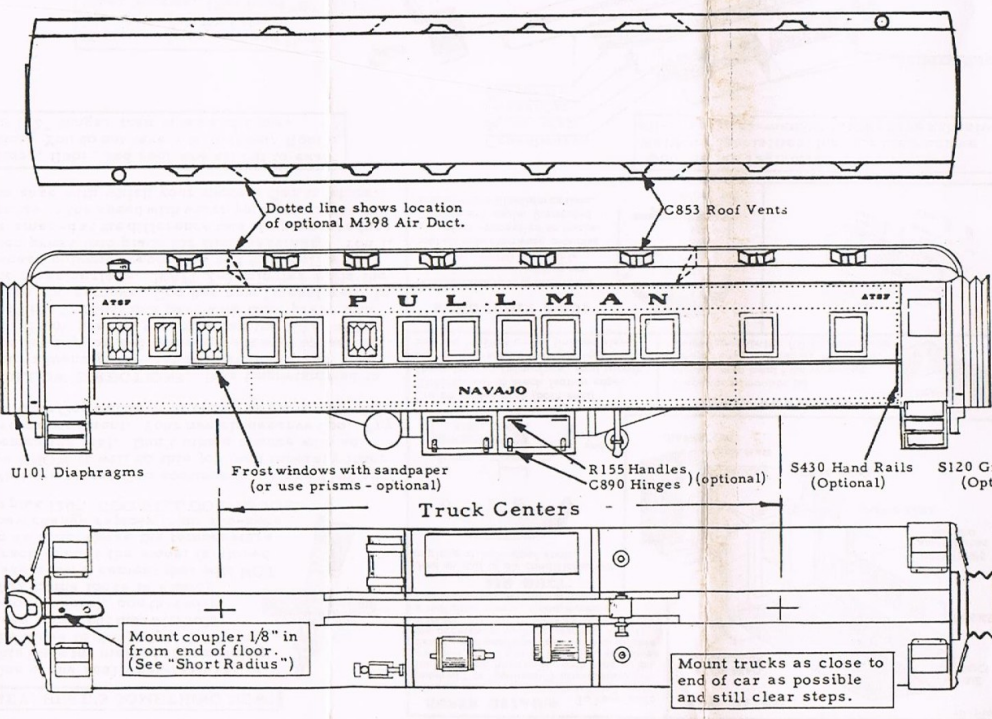 Dotted line shows location
of optional M398 Air Duct.
C853 Roof Vents
ATSF
PULLMAN
ATSF
NAVAJO
U101 Diaphragms
Frost windows with sandpaper
(or use prisms - optional)
R155 Handles
C890 Hinges
)(optional)
S430 Hand Rails
(Optional)
S120 G
(Opt
Truck Centers
Mount coupler 1/8" in
from end of floor.
(See "Short Radius")
Mount trucks as close to
end of car as possible
and still clear steps.